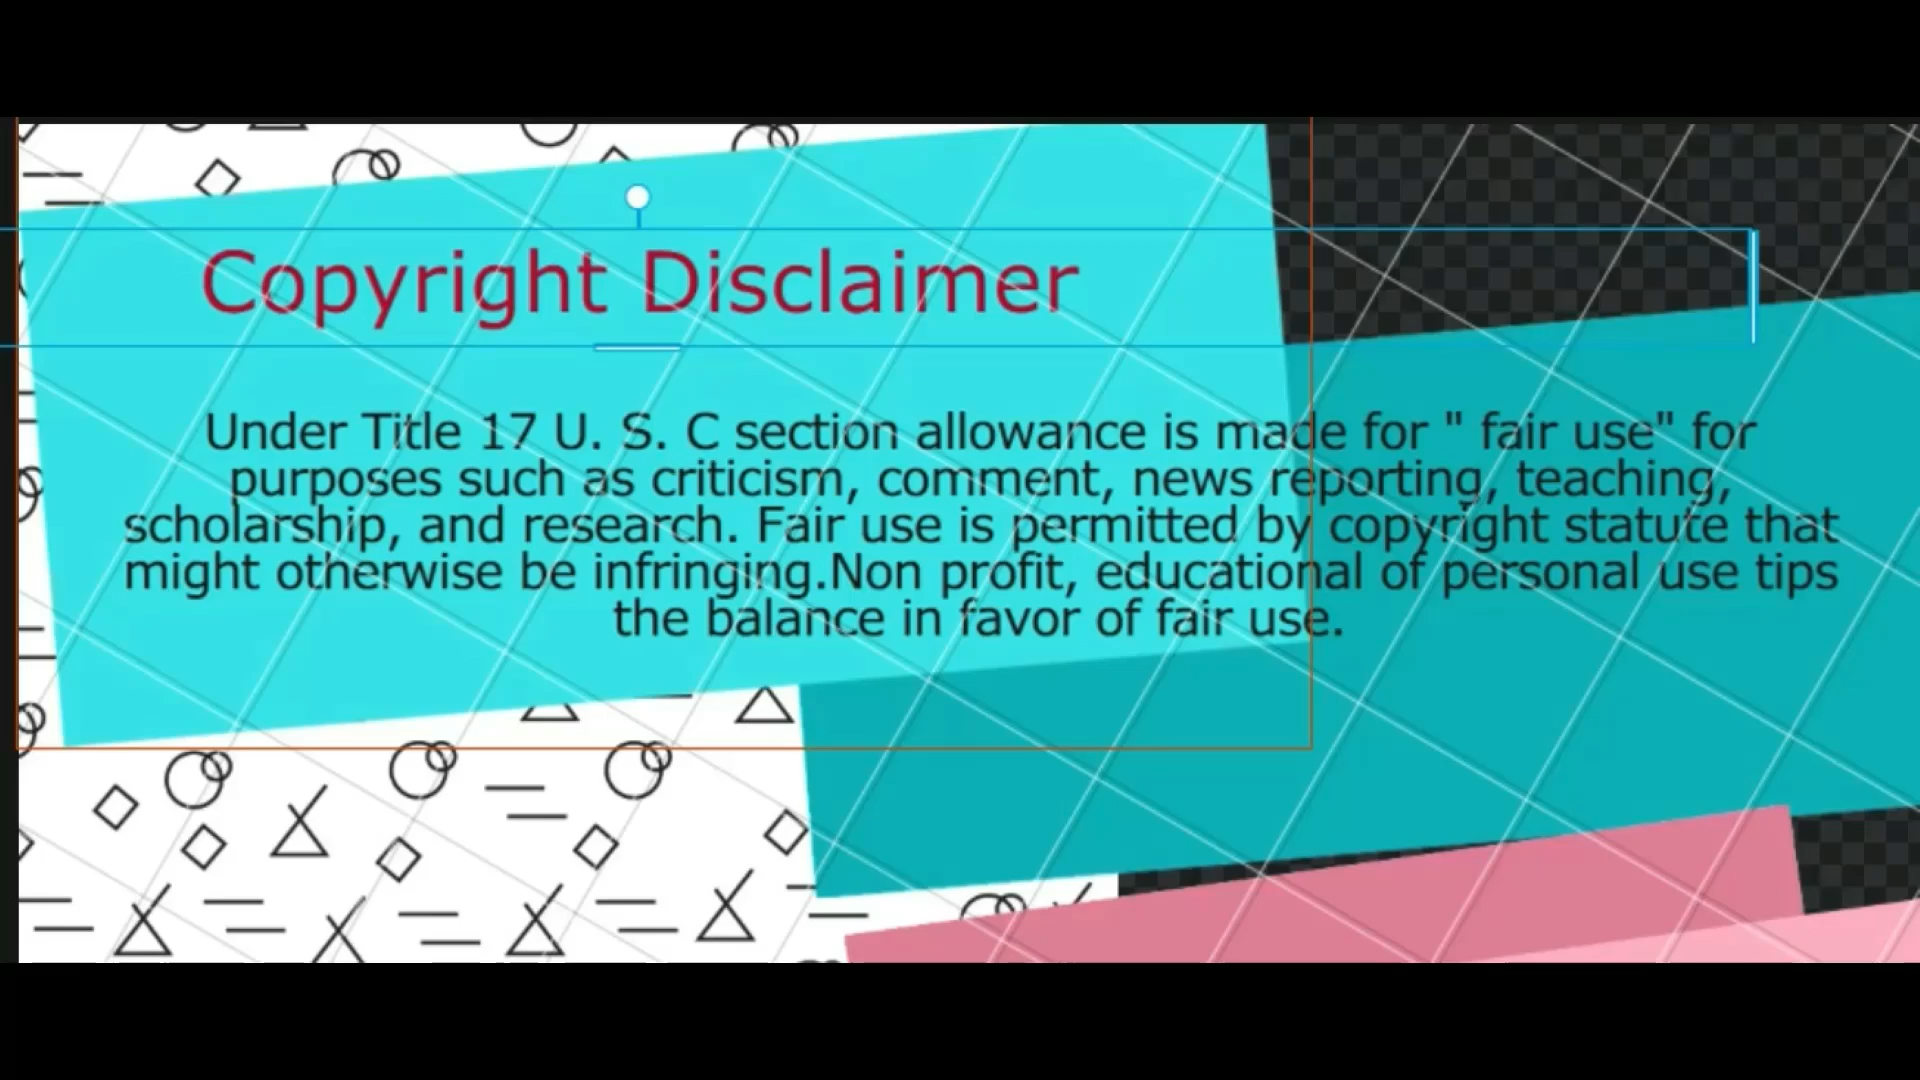 Copyright Disclaimer
Under Title 17 U. S. C section allowance is made for " fair use" for
purposes such as criticism, comment, news reporting, teaching,
scholarship, and research. Fair use is permitted by copyright statute that
might otherwise be infringing.Non profit, educational of personal use tips
the balance in favor of fair use.